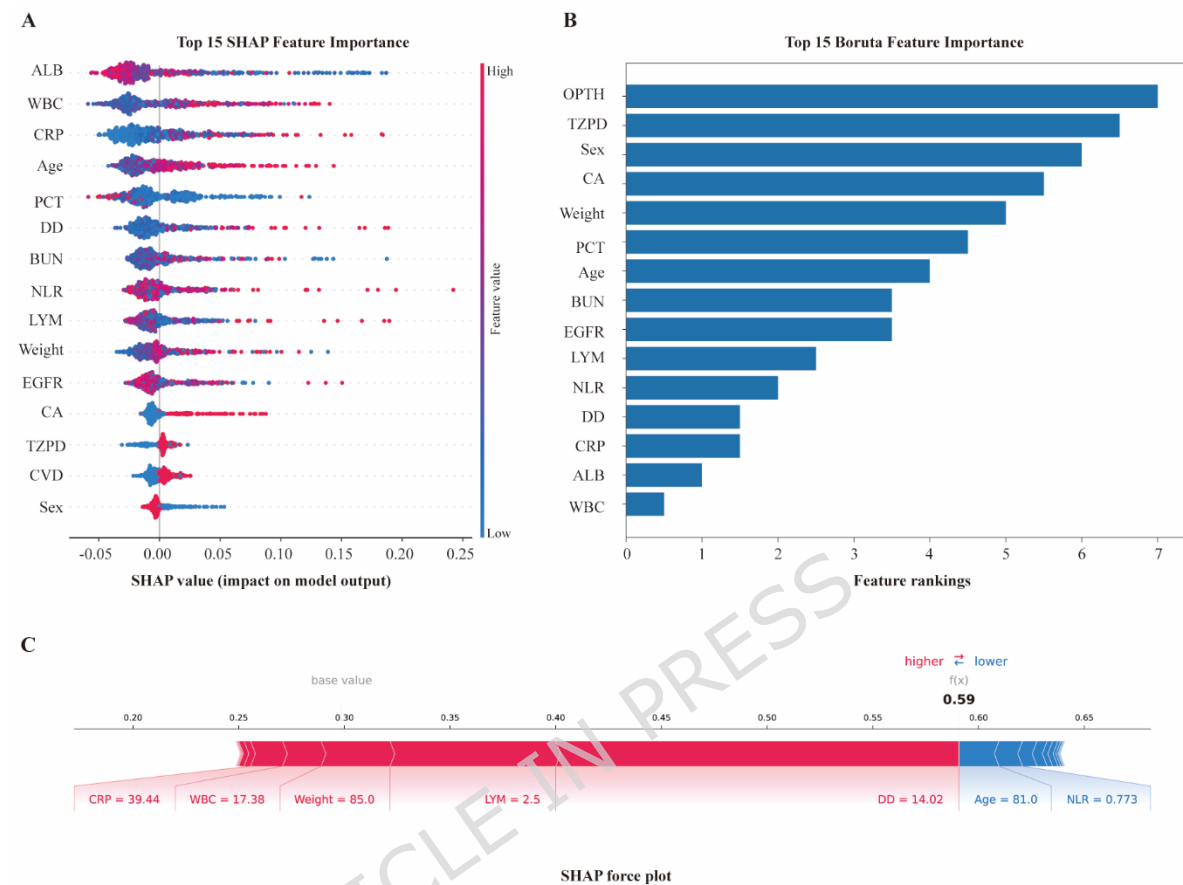 A
Top 15 SHAP Feature Importance
ALB
WBC
CRP
Age
PCT
DD
BUN
NLR
LYM
Weight
EGFR
CA
TZPD
CVD
Sex
High
Feature value
Low
-0.05 0.00 0.05 0.10 0.15 0.20 0.25
SHAP value (impact on model output)
B
Top 15 Boruta Feature Importance
OPTH
TZPD
Sex
CA
Weight
PCT
Age
BUN
EGFR
LYM
NLR
DD
CRP
ALB
WBC
0 1 2 3 4 5 6 7
Feature rankings
C
higher ⇄ lower
base value f(x)
0.59
0.20 0.25 0.30 0.35 0.40 0.45 0.50 0.55 0.60 0.65
CRP = 39.44 WBC = 17.38 Weight = 85.0 LYM = 2.5 DD = 14.02 Age = 81.0 NLR = 0.773
SHAP force plot
ICLE IN PRESS